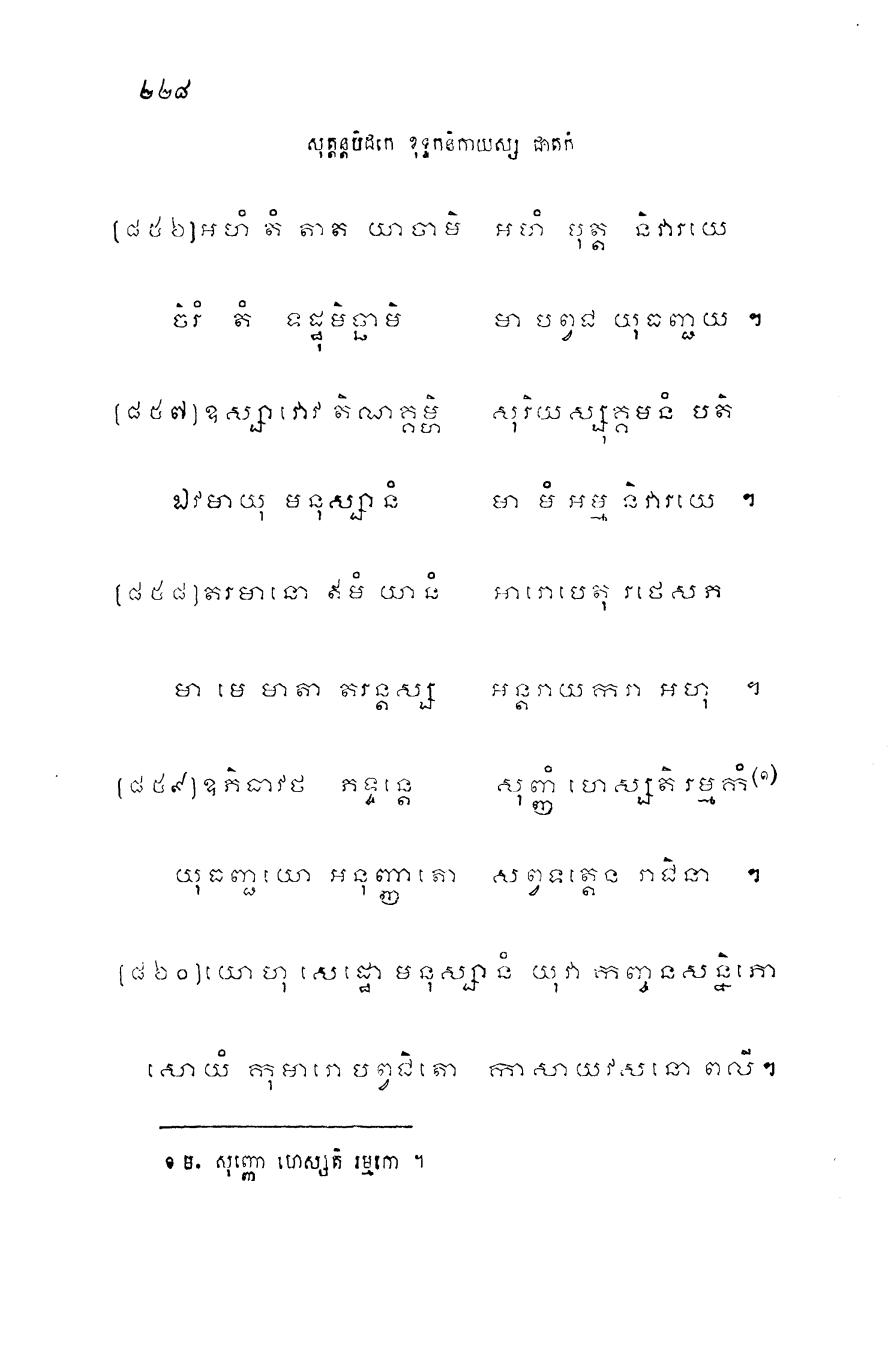 ២២៨
សុត្តន្តបិដកេ ខុទ្ទកនិកាយស្ស ជាតកំ
[៨៥៦] អហំ តំ តាត យាចាមិ អហំ បុត្ត និវារយេ
ចិរំ តំ ទដ្ឋុមិច្ឆាមិ មា បព្វជ យុធញ្ជយ ។
[៨៥៧] ឧស្សាវោវ តិណគ្គម្ហិ សុរិយស្សុគ្គមនំ បតិ
ឯវមាយុ មនុស្សានំ មា មំ អម្ម និវារយេ ។
[៨៥៨] តរមានោ ឥមំ យានំ អារោបេតុ រថេសភ
មា មេ មាតា តរន្តស្ស អន្តរាយករា អហុ ។
[៨៥៩] ឧភិធាវថ ភទ្ទន្តេ សុញ្ញំ ហេស្សតិ រម្មកំ(១)
យុធញ្ជយោ អនុញ្ញាតោ សព្វទត្តេន រាជិនា ។
[៨៦០] យោហុ សេដ្ឋោ មនុស្សានំ យុវា កញ្ចនសន្និភោ
សោយំ កុមារោ បព្វជិតោ កាសាយវសនោ ពលី ។
១ ឱ. សុញ្ញោ ហេស្សតិ រម្មកោ ។